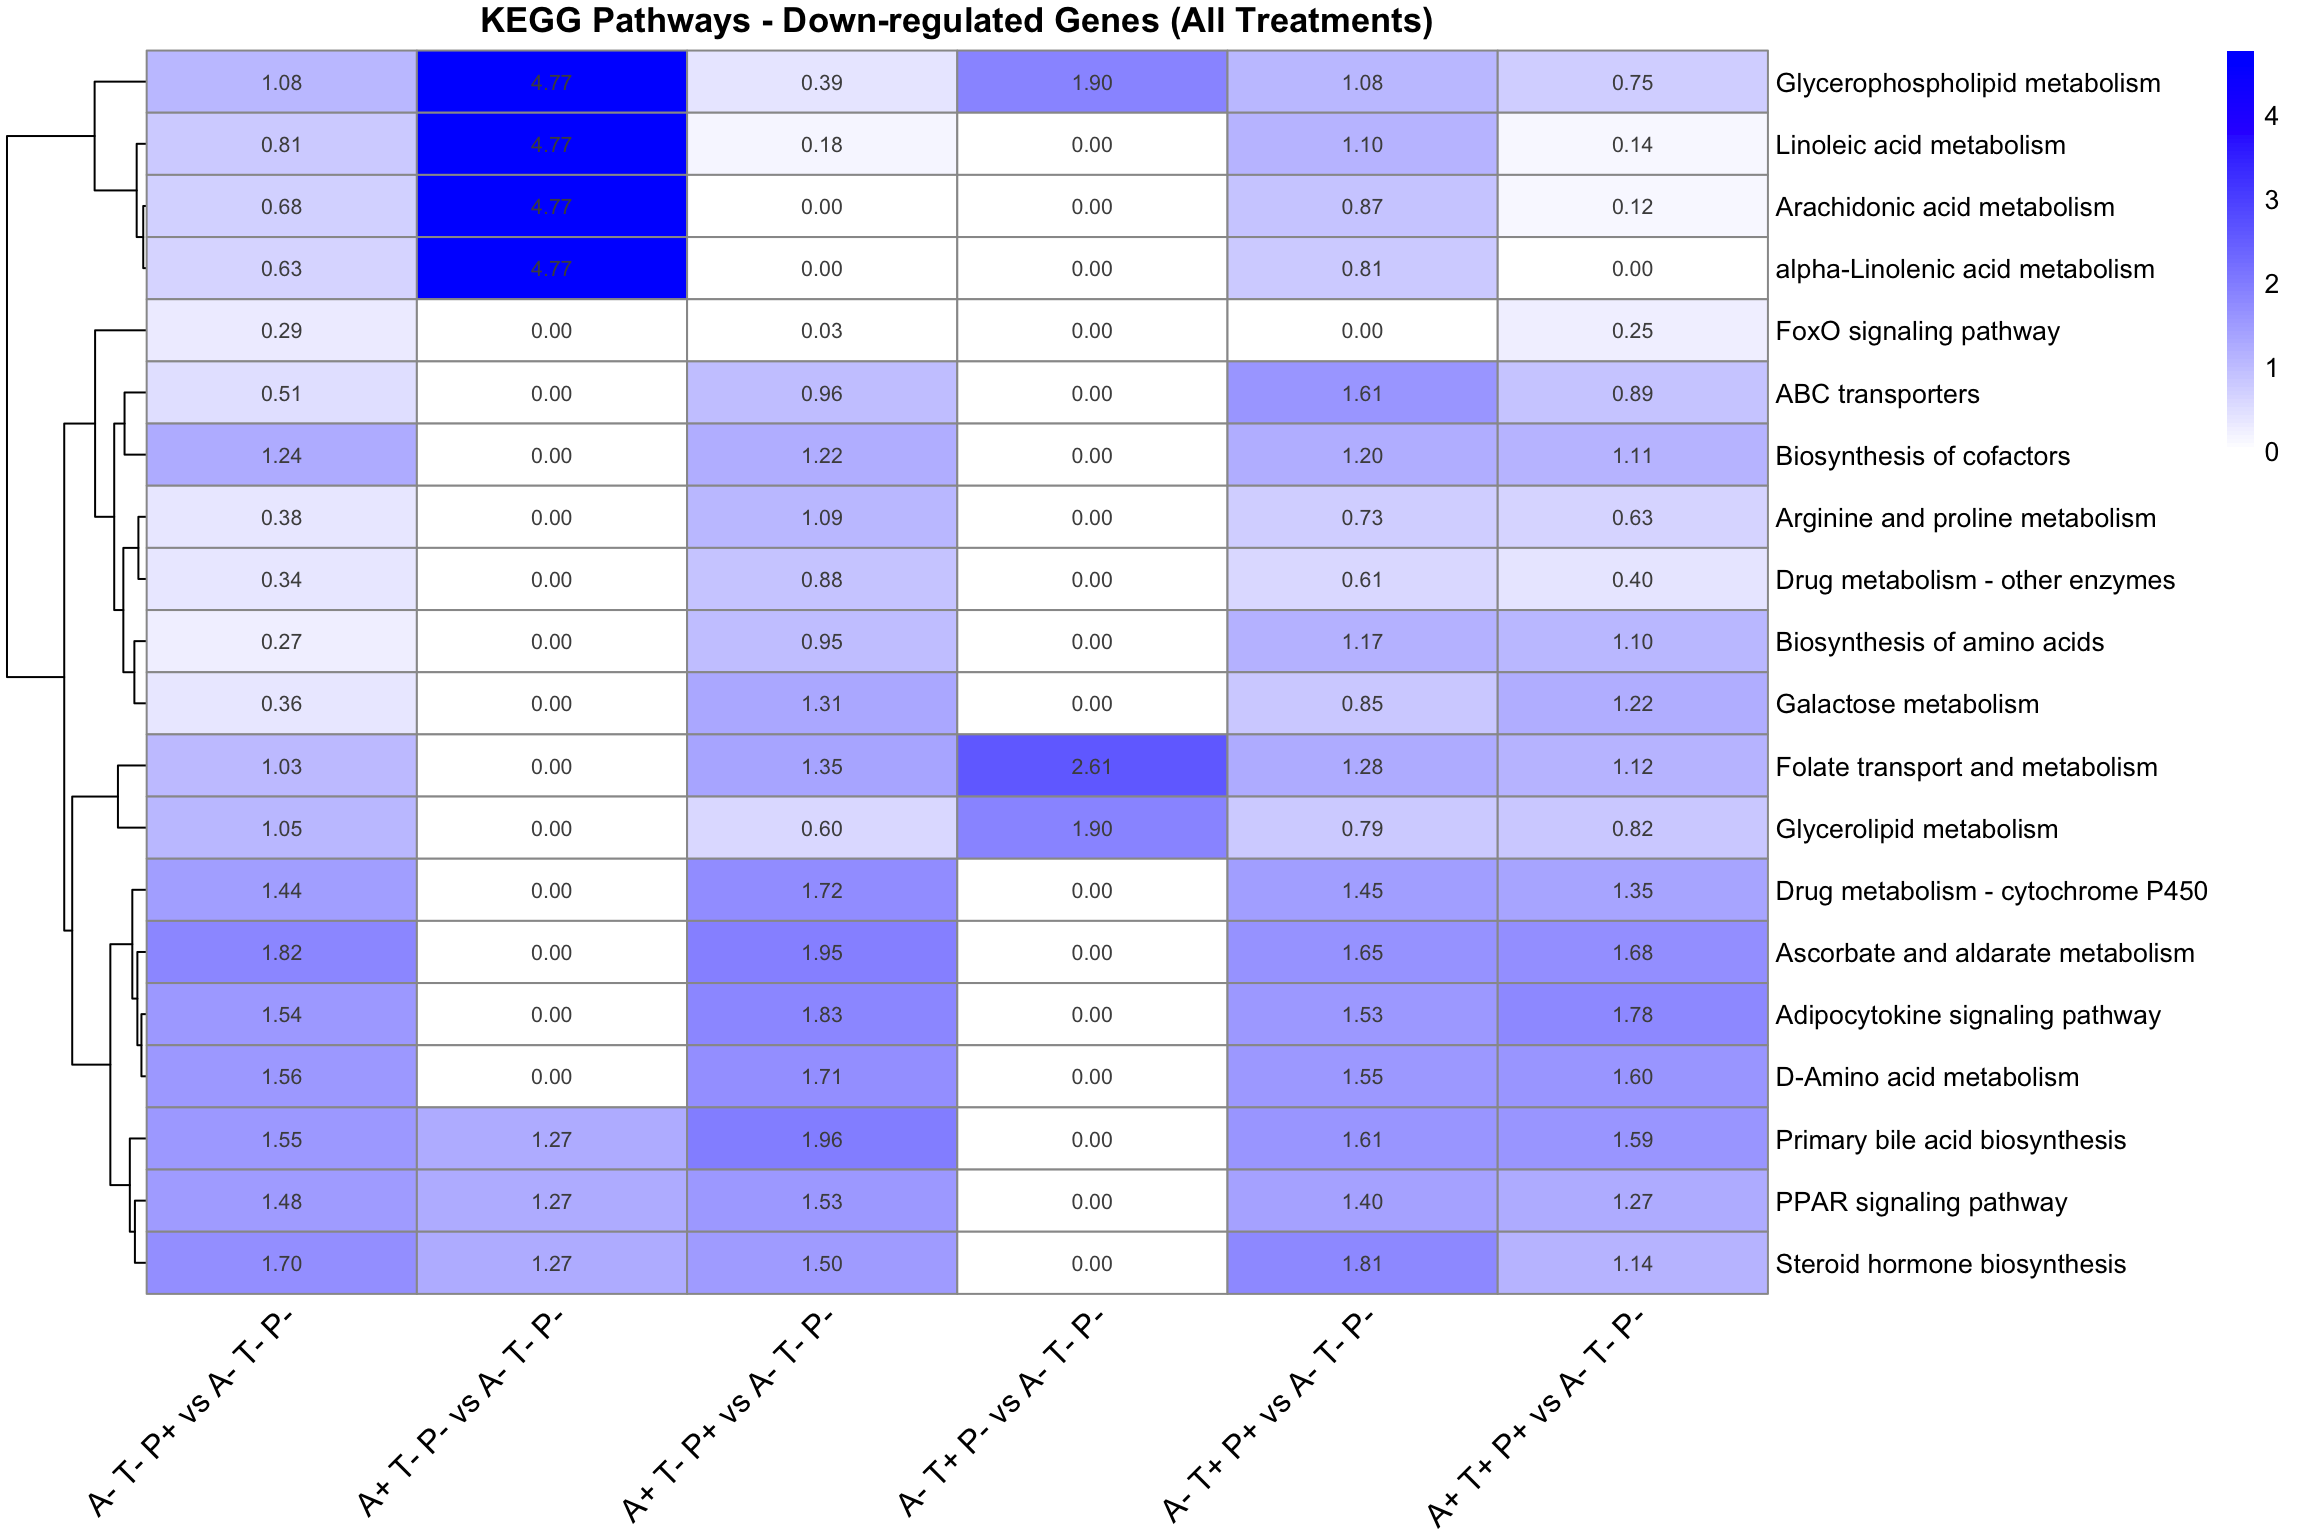 KEGG Pathways - Down-regulated Genes (All Treatments)
1.08 4.77 0.39 1.90 1.08 0.75 Glycerophospholipid metabolism
0.81 4.77 0.18 0.00 1.10 0.14 Linoleic acid metabolism
0.68 4.77 0.00 0.00 0.87 0.12 Arachidonic acid metabolism
0.63 4.77 0.00 0.00 0.81 0.00 alpha-Linolenic acid metabolism
0.29 0.00 0.03 0.00 0.00 0.25 FoxO signaling pathway
0.51 0.00 0.96 0.00 1.61 0.89 ABC transporters
1.24 0.00 1.22 0.00 1.20 1.11 Biosynthesis of cofactors
0.38 0.00 1.09 0.00 0.73 0.63 Arginine and proline metabolism
0.34 0.00 0.88 0.00 0.61 0.40 Drug metabolism - other enzymes
0.27 0.00 0.95 0.00 1.17 1.10 Biosynthesis of amino acids
0.36 0.00 1.31 0.00 0.85 1.22 Galactose metabolism
1.03 0.00 1.35 2.61 1.28 1.12 Folate transport and metabolism
1.05 0.00 0.60 1.90 0.79 0.82 Glycerolipid metabolism
1.44 0.00 1.72 0.00 1.45 1.35 Drug metabolism - cytochrome P450
1.82 0.00 1.95 0.00 1.65 1.68 Ascorbate and aldarate metabolism
1.54 0.00 1.83 0.00 1.53 1.78 Adipocytokine signaling pathway
1.56 0.00 1.71 0.00 1.55 1.60 D-Amino acid metabolism
1.55 1.27 1.96 0.00 1.61 1.59 Primary bile acid biosynthesis
1.48 1.27 1.53 0.00 1.40 1.27 PPAR signaling pathway
1.70 1.27 1.50 0.00 1.81 1.14 Steroid hormone biosynthesis
A- T- P+ vs A- T- P-
A+ T- P- vs A- T- P-
A+ T- P+ vs A- T- P-
A- T+ P- vs A- T- P-
A- T+ P+ vs A- T- P-
A+ T+ P+ vs A- T- P-
4
3
2
1
0